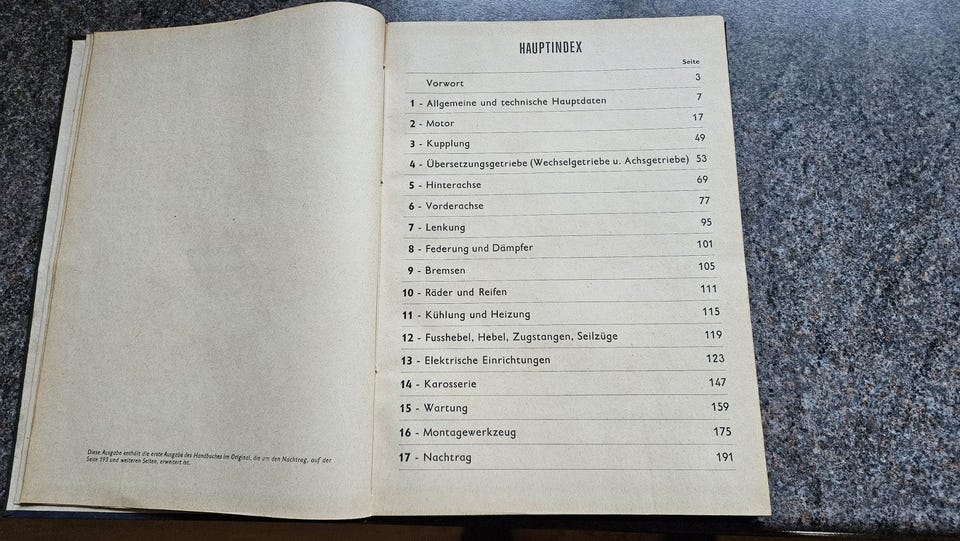 Diese Ausgabe enthält die erste Ausgabe des Handbuches im Original, die um den Nachtrag, auf der
Seite 193 und weiteren Seiten, erweitert ist.
HAUPTINDEX
Seite
Vorwort 3
1 - Allgemeine und technische Hauptdaten 7
2 - Motor 17
3 - Kupplung 49
4 - Übersetzungsgetriebe (Wechselgetriebe u. Achsgetriebe) 53
5 - Hinterachse 69
6 - Vorderachse 77
7 - Lenkung 95
8 - Federung und Dämpfer 101
9 - Bremsen 105
10 - Räder und Reifen 111
11 - Kühlung und Heizung 115
12 - Fusshebel, Hebel, Zugstangen, Seilzüge 119
13 - Elektrische Einrichtungen 123
14 - Karosserie 147
15 - Wartung 159
16 - Montagewerkzeug 175
17 - Nachtrag 191